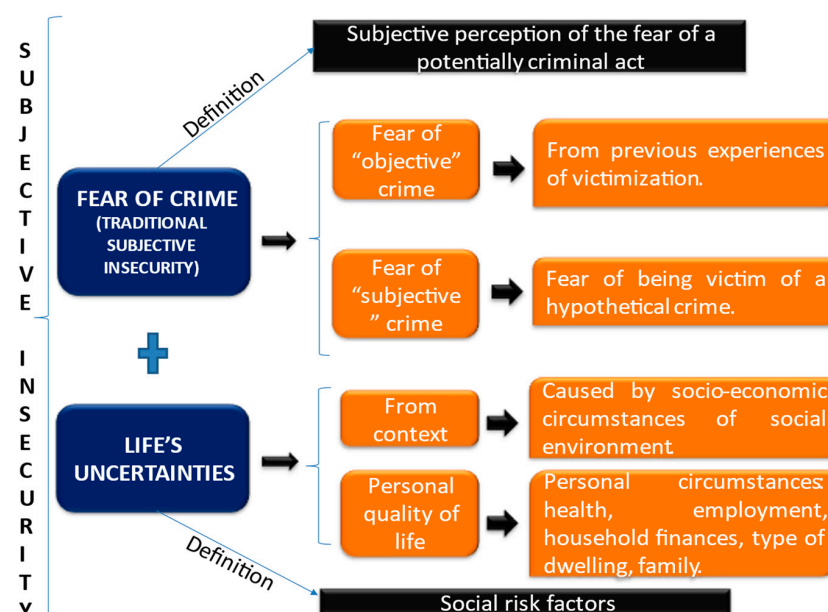 SUBJECTIVE
INSECURITY
Subjective perception of the fear of a
potentially criminal act
Definition
FEAR OF CRIME
(TRADITIONAL
SUBJECTIVE
INSECURITY)
Fear of
“objective”
crime
From previous experiences
of victimization.
Fear of
“subjective
” crime
Fear of being victim of a
hypothetical crime.
LIFE’S
UNCERTAINTIES
From
context
Caused by socio-economic
circumstances of social
environment.
Personal
quality of
life
Personal circumstances:
health, employment,
household finances, type of
dwelling, family.
Definition
Social risk factors